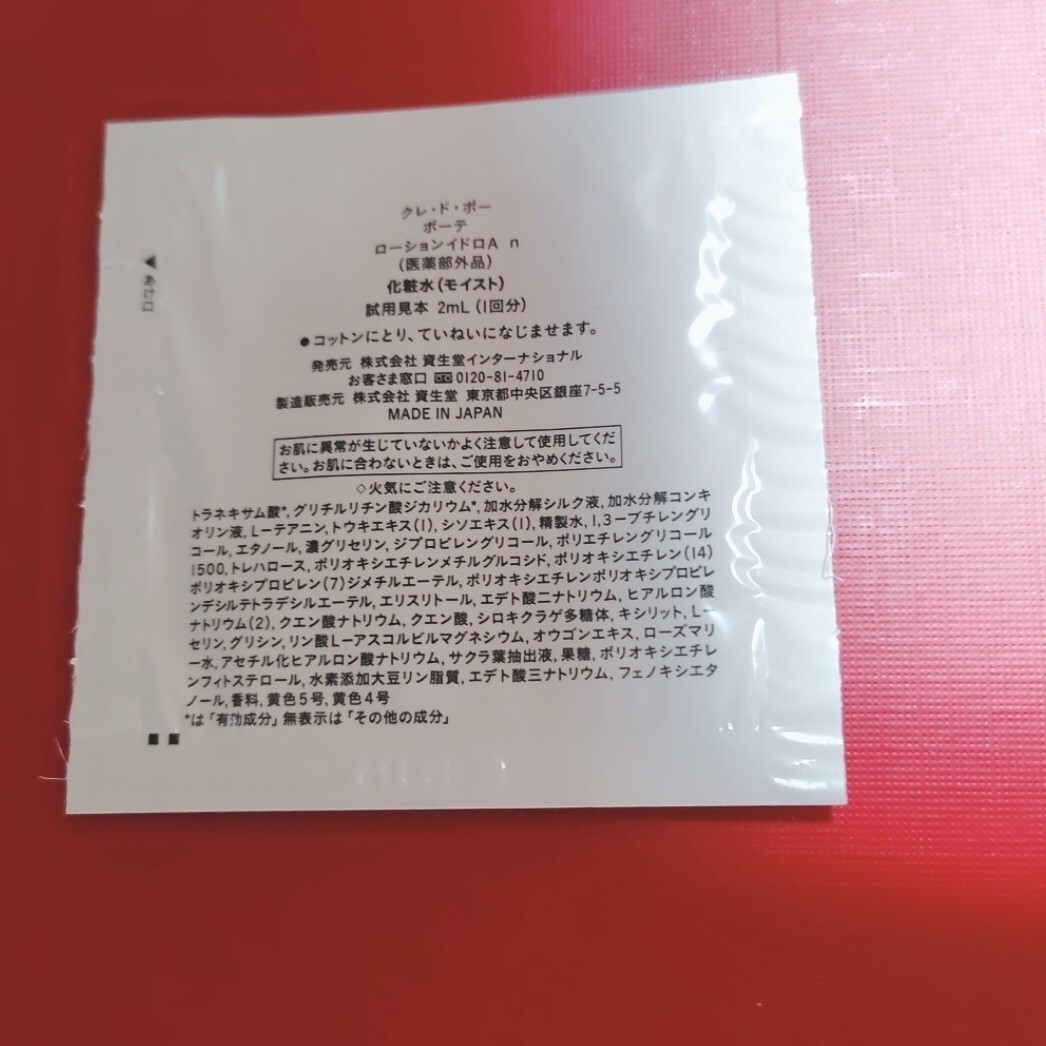 クレ・ド・ポー
ボーテ
ローションイドロA n
(医薬部外品)
化粧水(モイスト)
試用見本 2mL (1回分)
●コットンにとり、ていねいになじませます。
発売元 株式会社 資生堂インターナショナル
お客さま窓口 0120-81-4710
製造販売元 株式会社 資生堂 東京都中央区銀座7-5-5
MADE IN JAPAN
お肌に異常が生じていないかよく注意して使用してくだ
さい。お肌に合わないときは、ご使用をおやめください。
◇火気にご注意ください。
トラネキサム酸*, グリチルリチン酸ジカリウム*, 加水分解シルク液, 加水分解コンキ
オリン液, L-テアニン, トウキエキス(1), シソエキス(1), 精製水, 1,3-ブチレングリ
コール, エタノール, 濃グリセリン, ジプロピレングリコール, ポリエチレングリコール
1500, トレハロース, ポリオキシエチレンメチルグルコシド, ポリオキシエチレン(14)
ポリオキシプロピレン(7)ジメチルエーテル, ポリオキシエチレンポリオキシプロピレ
ンデシルテトラデシルエーテル, エリスリトール, エデト酸二ナトリウム, ヒアルロン酸
ナトリウム(2), クエン酸ナトリウム, クエン酸, シロキクラゲ多糖体, キシリット, L-
セリン, グリシン, リン酸L-アスコルビルマグネシウム, オウゴンエキス, ローズマリ
ー水, アセチル化ヒアルロン酸ナトリウム, サクラ葉抽出液, 果糖, ポリオキシエチレ
ンフィトステロール, 水素添加大豆リン脂質, エデト酸三ナトリウム, フェノキシエタ
ノール, 香料, 黄色5号, 黄色4号
*は「有効成分」無表示は「その他の成分」
▼あけ口